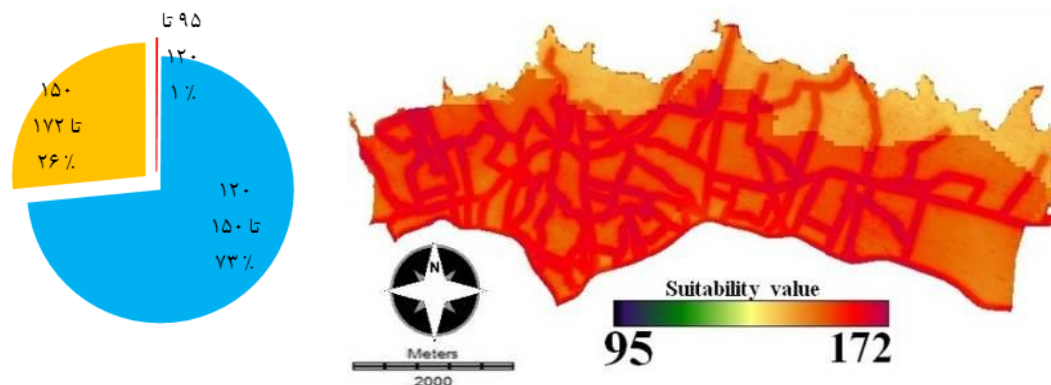 ۹۵ تا
۱۲۰
۱ %
۱۵۰
تا ۱۷۲
۲۶ %
۱۲۰
تا ۱۵۰
۷۳ %
N
Meters
2000
Suitability value
95 172